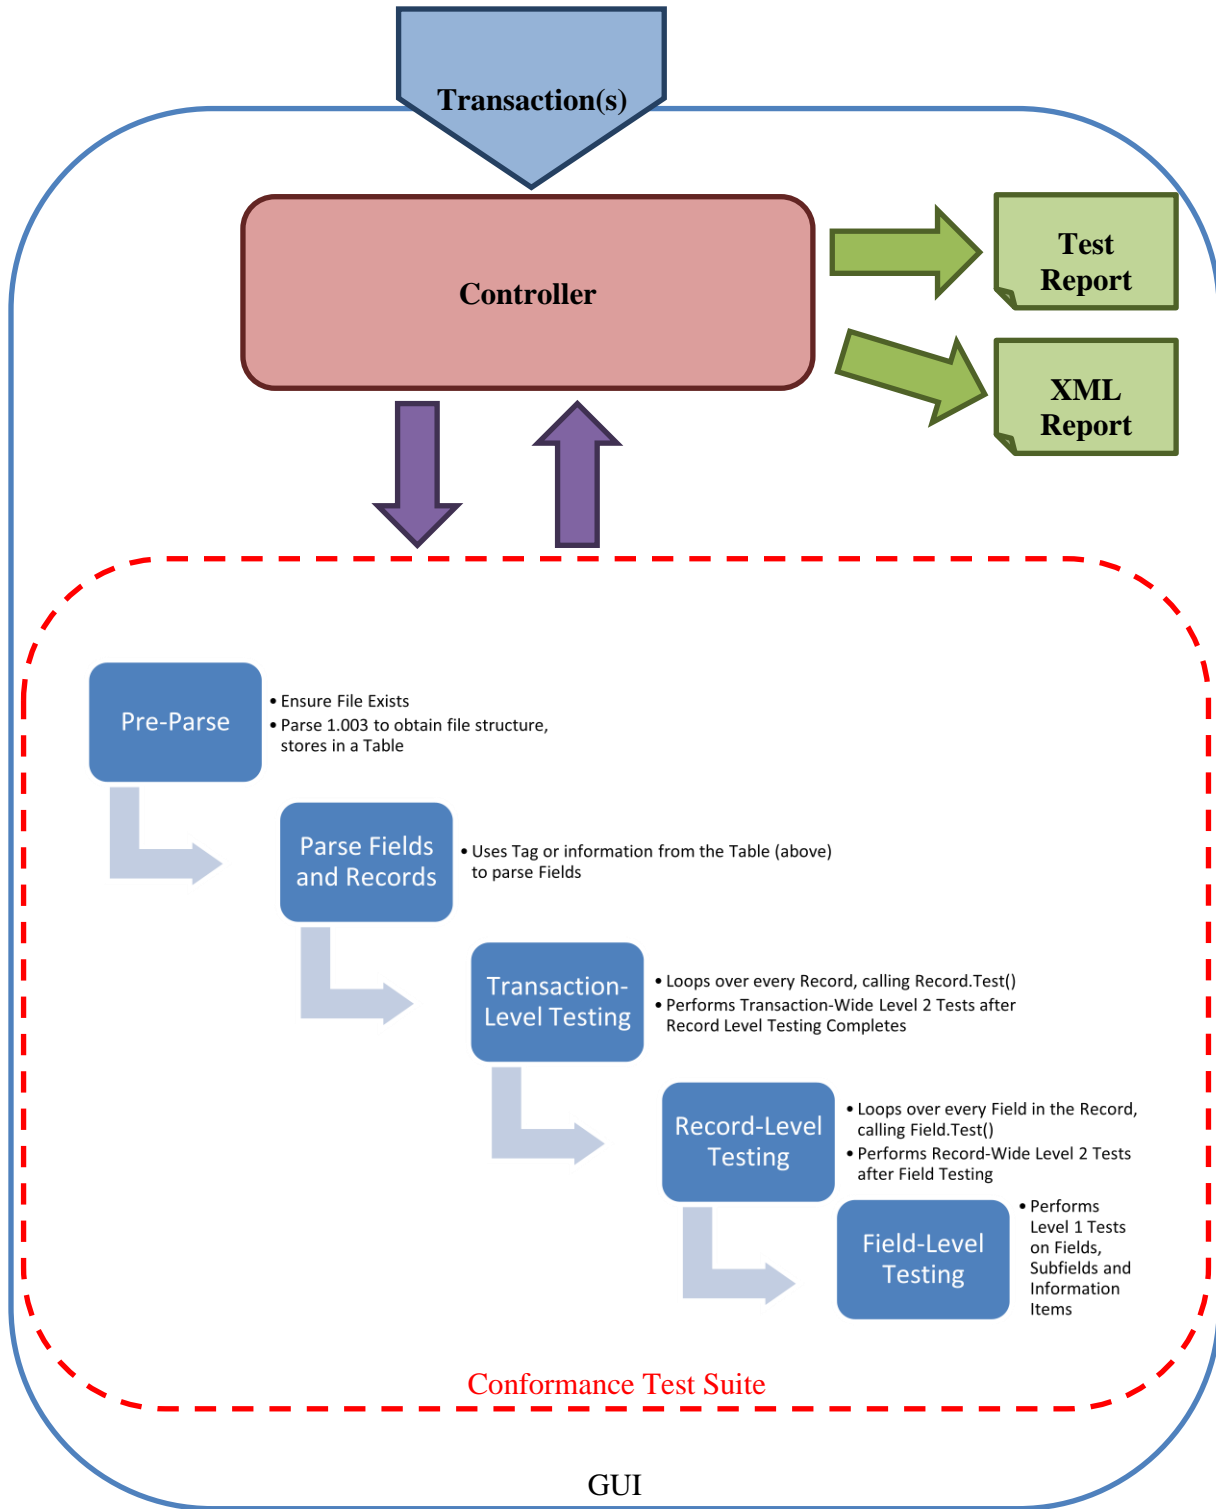 Transaction(s)
Controller
Test
Report
XML
Report
Pre-Parse
• Ensure File Exists
• Parse 1.003 to obtain file structure,
stores in a Table
Parse Fields
and Records
• Uses Tag or information from the Table (above)
to parse Fields
Transaction-
Level Testing
• Loops over every Record, calling Record.Test()
• Performs Transaction-Wide Level 2 Tests after
Record Level Testing Completes
Record-Level
Testing
• Loops over every Field in the Record,
calling Field.Test()
• Performs Record-Wide Level 2 Tests
after Field Testing
Field-Level
Testing
• Performs
Level 1 Tests
on Fields,
Subfields and
Information
Items
Conformance Test Suite
GUI